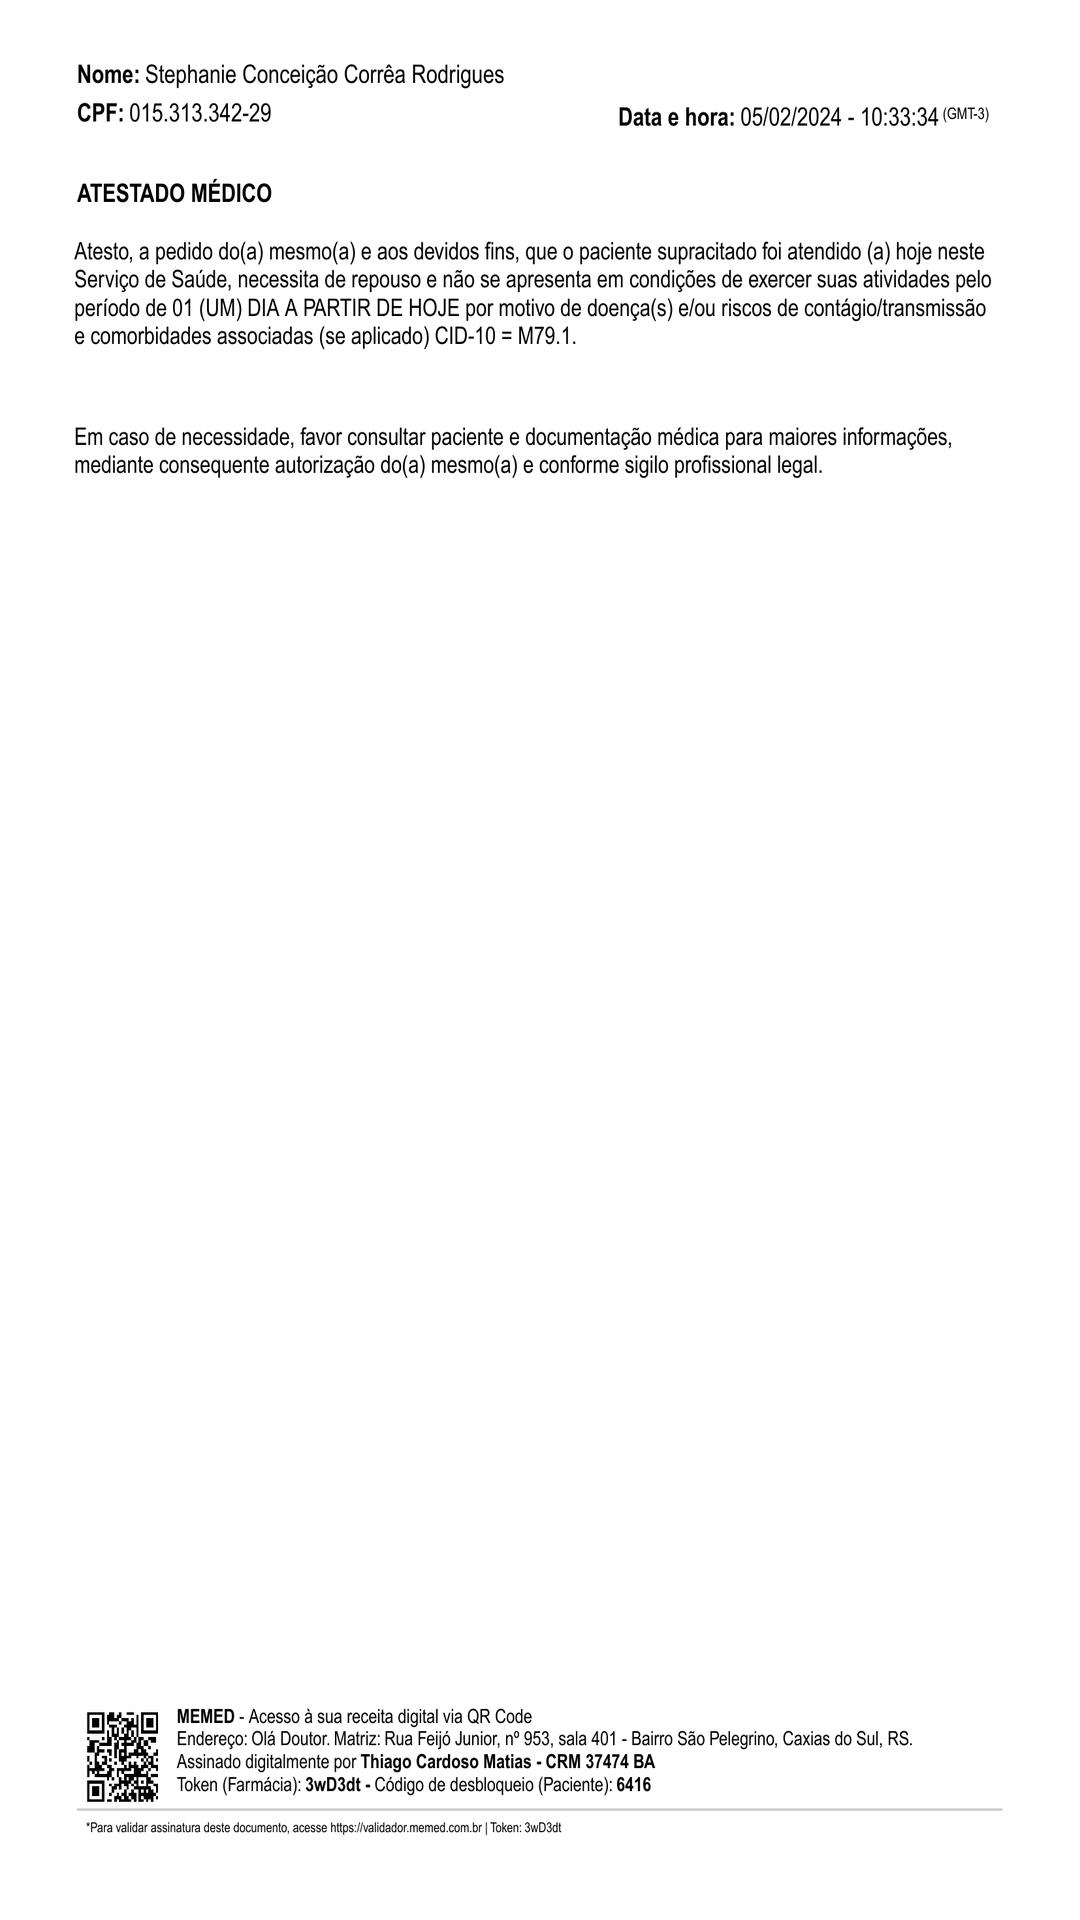 Nome: Stephanie Conceição Corrêa Rodrigues
CPF: 015.313.342-29
Data e hora: 05/02/2024 - 10:33:34 (GMT-3)
ATESTADO MÉDICO
Atesto, a pedido do(a) mesmo(a) e aos devidos fins, que o paciente supracitado foi atendido (a) hoje neste
Serviço de Saúde, necessita de repouso e não se apresenta em condições de exercer suas atividades pelo
período de 01 (UM) DIA A PARTIR DE HOJE por motivo de doença(s) e/ou riscos de contágio/transmissão
e comorbidades associadas (se aplicado) CID-10 = M79.1.
Em caso de necessidade, favor consultar paciente e documentação médica para maiores informações,
mediante consequente autorização do(a) mesmo(a) e conforme sigilo profissional legal.
MEMED - Acesso à sua receita digital via QR Code
Endereço: Olá Doutor. Matriz: Rua Feijó Junior, nº 953, sala 401 - Bairro São Pelegrino, Caxias do Sul, RS.
Assinado digitalmente por Thiago Cardoso Matias - CRM 37474 BA
Token (Farmácia): 3wD3dt - Código de desbloqueio (Paciente): 6416
*Para validar assinatura deste documento, acesse https://validador.memed.com.br | Token: 3wD3dt